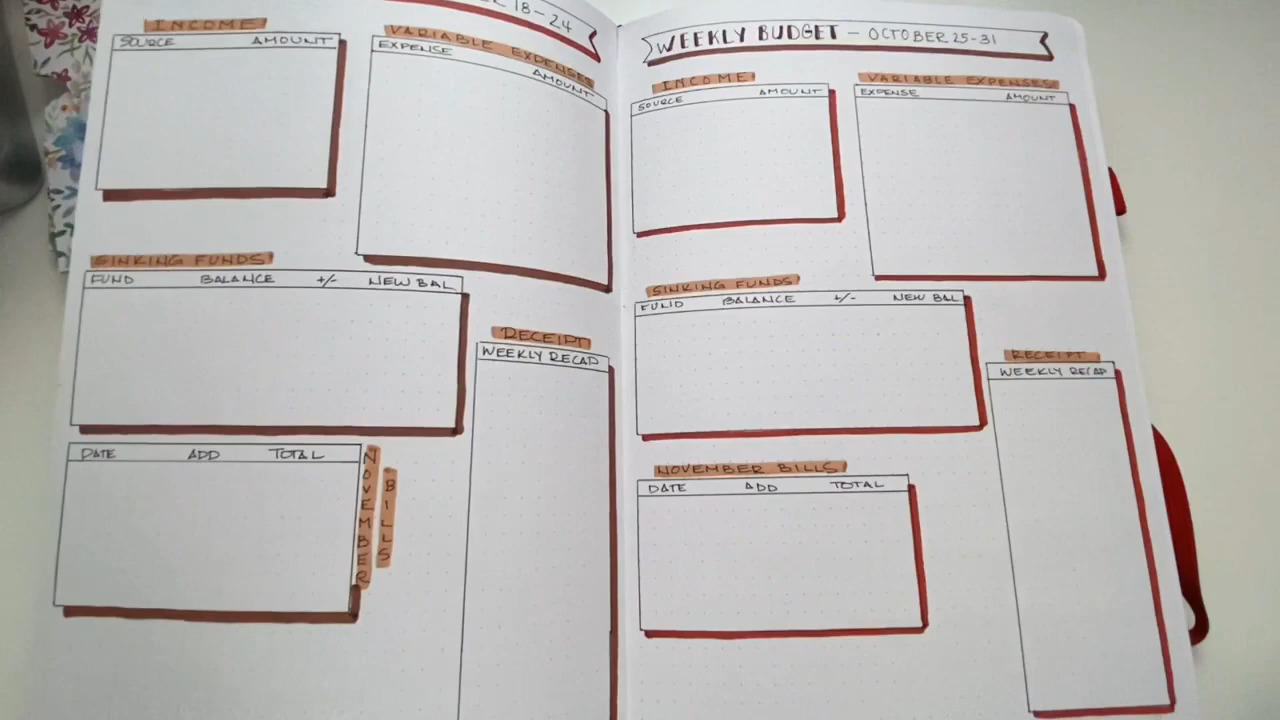 18-24
INCOME
SOURCE AMOUNT
VARIABLE EXPENSES
EXPENSE AMOUNT
SINKING FUNDS
FUND BALANCE +/- NEW BAL
RECEIPT
WEEKLY RECAP
DATE ADD TOTAL
NOVEMBER
BILLS
WEEKLY BUDGET - OCTOBER 25-31
INCOME
SOURCE AMOUNT
VARIABLE EXPENSES
EXPENSE AMOUNT
SINKING FUNDS
FUND BALANCE +/- NEW BAL
RECEIPT
WEEKLY RECAP
NOVEMBER BILLS
DATE ADD TOTAL